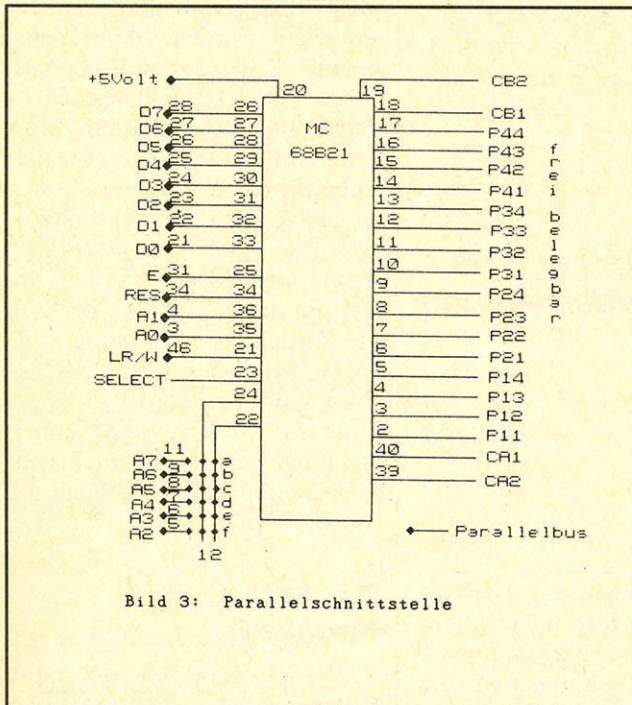 +5Volt 20 19 CB2
D7 28 26 18 CB1
D6 27 27 MC 17 P44
D5 26 28 68B21 16 P43
D4 25 29 15 P42
D3 24 30 14 P41
D2 23 31 13 P34
D1 22 32 12 P33
D0 21 33 11 P32
E 31 25 10 P31
RES 34 34 9 P24
A1 4 36 8 P23
A0 3 35 7 P22
LR/W 46 21 6 P21
SELECT 23 5 P14
24 4 P13
22 3 P12
2 P11
40 CA1
39 CA2
frei belegbar
A7 11 a
A6 9 b
A5 8 c
A4 7 d
A3 6 e
A2 5 f
12
Parallelbus
Bild 3: Parallelschnittstelle